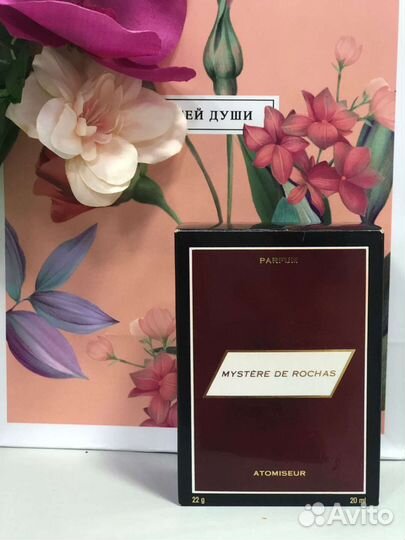 ЕЙ ДУШИ
PARFUM
MYSTÈRE DE ROCHAS
ATOMISEUR
22 g 20 ml
Avito